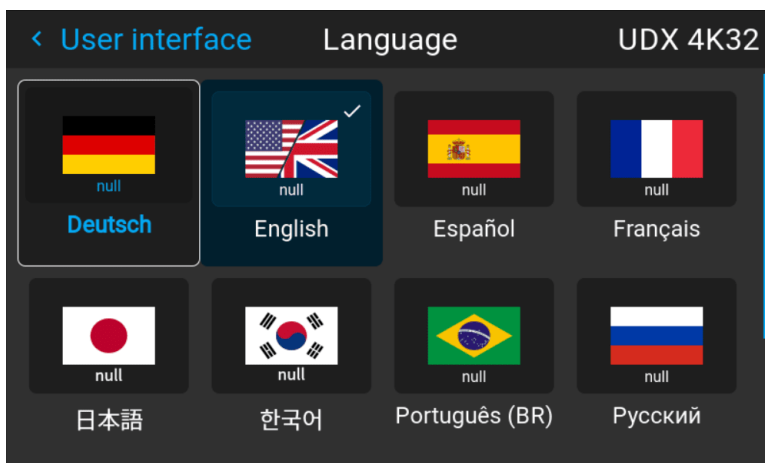 User interface Language UDX 4K32
null null null null
Deutsch English Español Français
null null null null
日本語 한국어 Português (BR) Русский